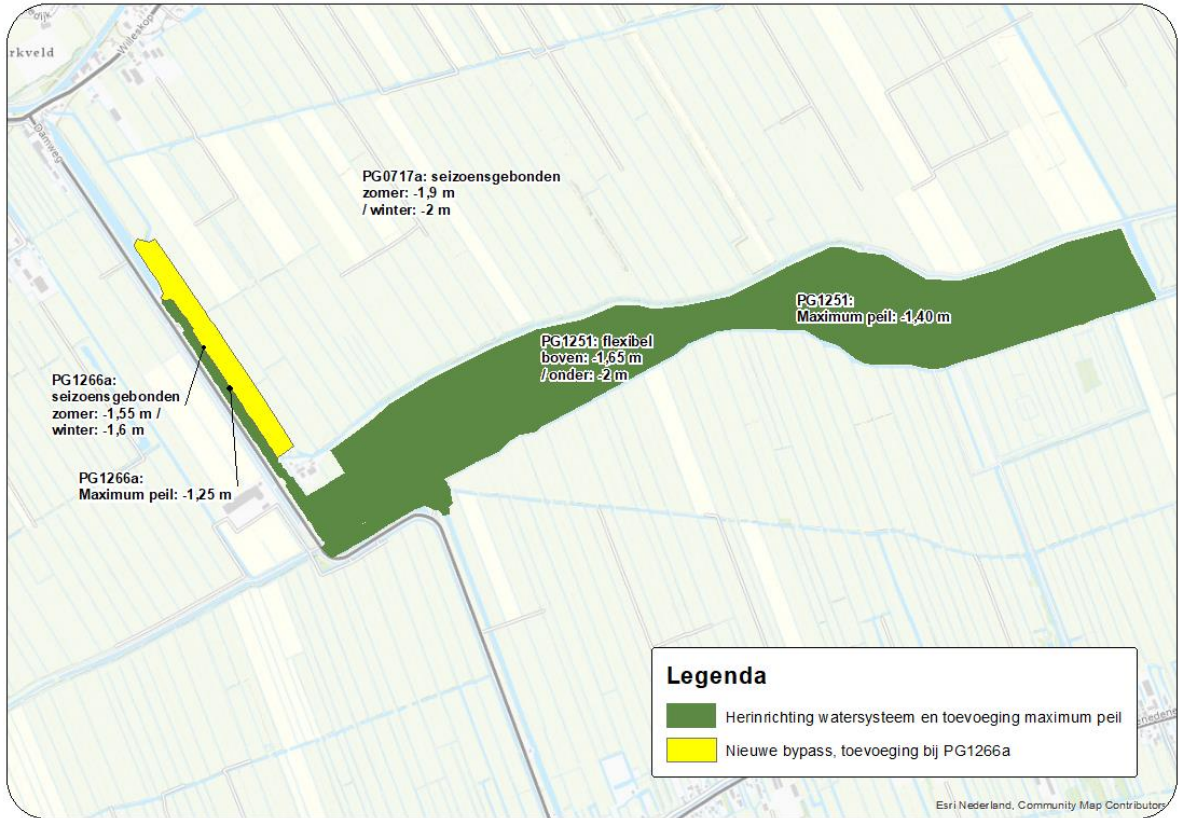 rkveld
Willeskop
Damweg
PG0717a: seizoensgebonden
zomer: -1,9 m
/ winter: -2 m
PG1251:
Maximum peil: -1,40 m
PG1251: flexibel
boven: -1,65 m
/onder: -2 m
PG1266a:
seizoensgebonden
zomer: -1,55 m /
winter: -1,6 m
PG1266a:
Maximum peil: -1,25 m
Legenda
Herinrichting watersysteem en toevoeging maximum peil
Nieuwe bypass, toevoeging bij PG1266a
Esri Nederland, Community Map Contributors